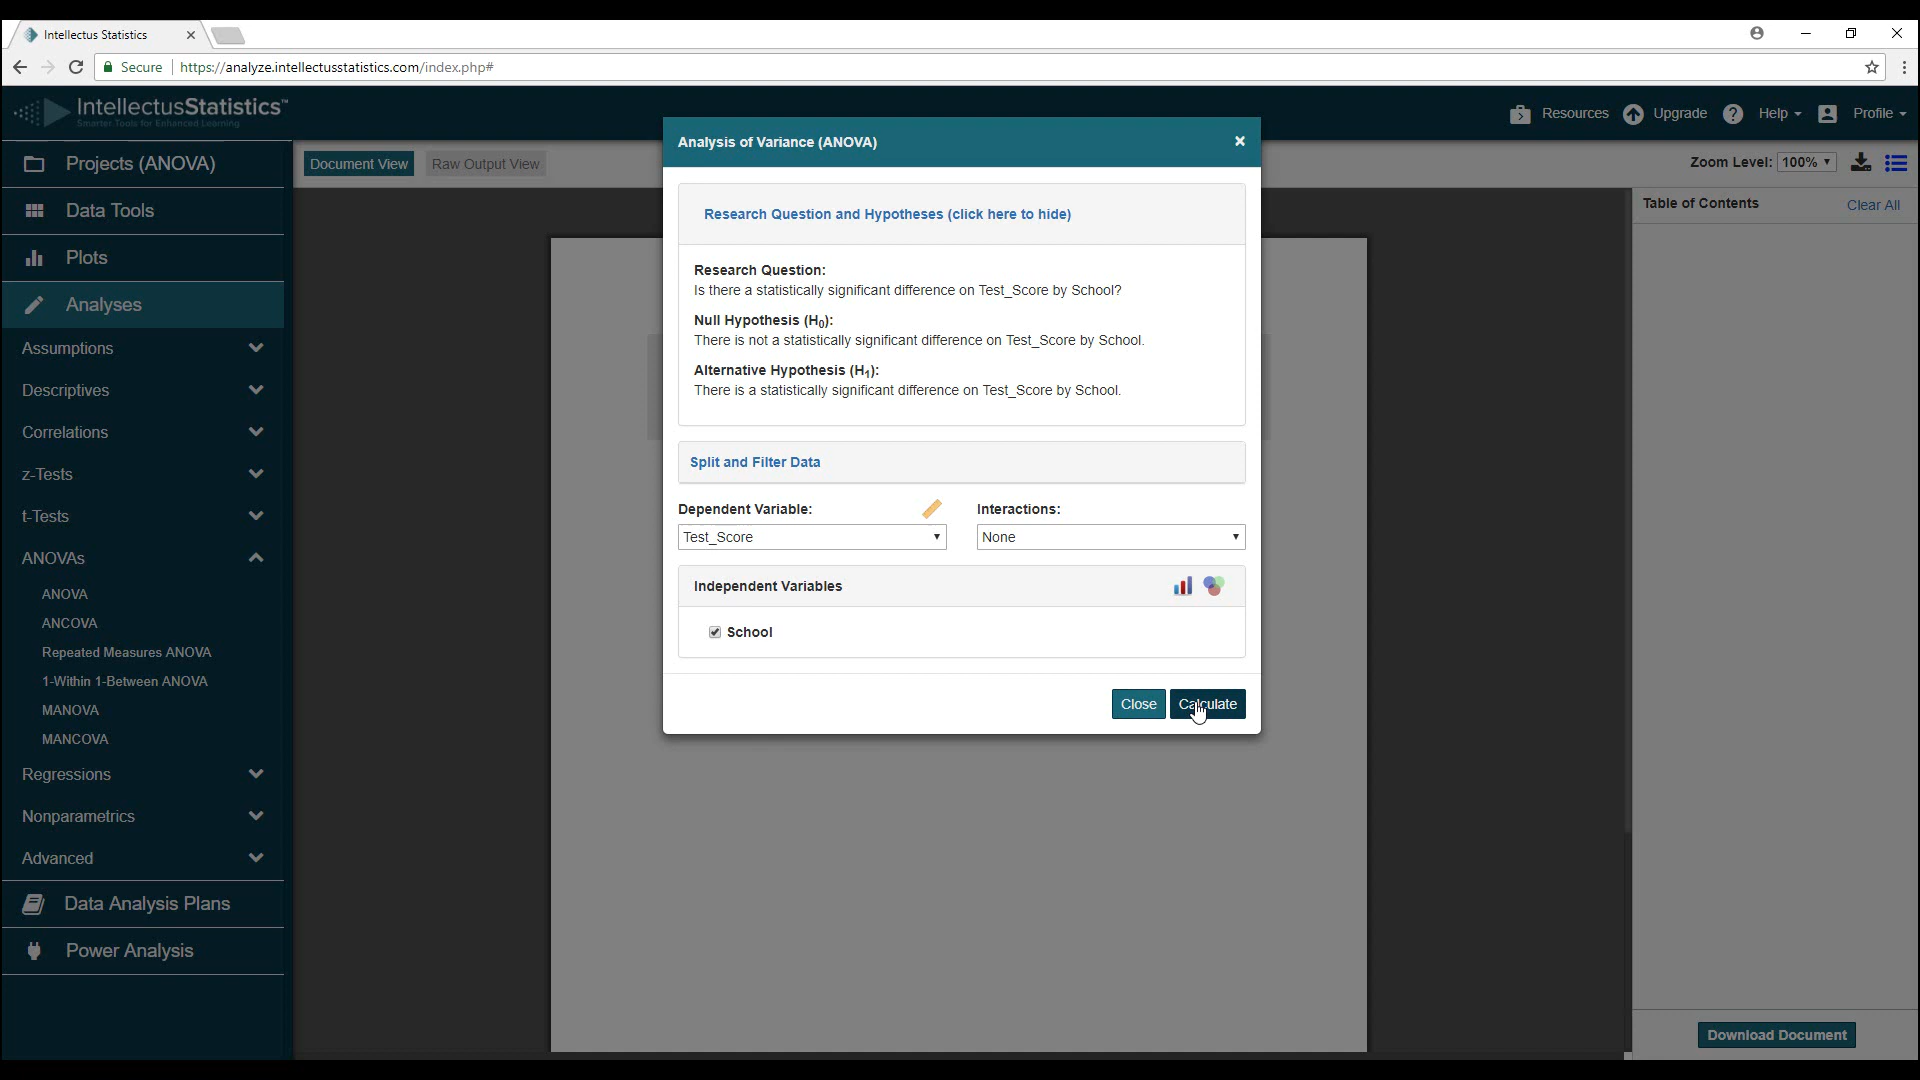 Intellectus Statistics
Secure https://analyze.intellectusstatistics.com/index.php#
IntellectusStatistics™
Smarter Tools for Enhanced Learning
Resources Upgrade Help Profile
Projects (ANOVA)
Data Tools
Plots
Analyses
Assumptions
Descriptives
Correlations
z-Tests
t-Tests
ANOVAs
ANOVA
ANCOVA
Repeated Measures ANOVA
1-Within 1-Between ANOVA
MANOVA
MANCOVA
Regressions
Nonparametrics
Advanced
Data Analysis Plans
Power Analysis
Document View Raw Output View
Zoom Level: 100%
Analysis of Variance (ANOVA)
Research Question and Hypotheses (click here to hide)
Research Question:
Is there a statistically significant difference on Test_Score by School?
Null Hypothesis (H0):
There is not a statistically significant difference on Test_Score by School.
Alternative Hypothesis (H1):
There is a statistically significant difference on Test_Score by School.
Split and Filter Data
Dependent Variable: Interactions:
Test_Score None
Independent Variables
School
Close Calculate
Table of Contents Clear All
Download Document